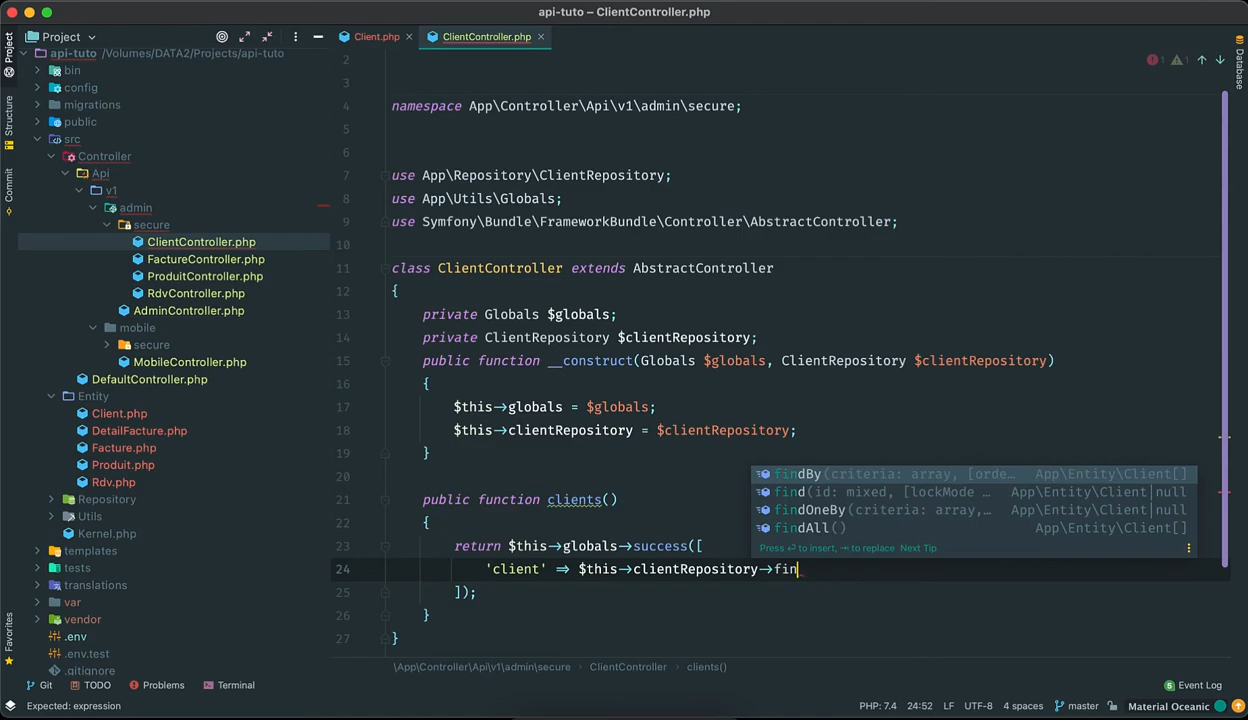 api-tuto – ClientController.php
Project
Client.php
ClientController.php
api-tuto /Volumes/DATA2/Projects/api-tuto
bin
config
migrations
public
src
Controller
Api
v1
admin
secure
ClientController.php
FactureController.php
ProduitController.php
RdvController.php
AdminController.php
mobile
secure
MobileController.php
DefaultController.php
Entity
Client.php
DetailFacture.php
Facture.php
Produit.php
Rdv.php
Repository
Utils
Kernel.php
templates
tests
translations
var
vendor
.env
.env.test
.gitignore
Project
Structure
Commit
Favorites
2
3
4 namespace App\Controller\Api\v1\admin\secure;
5
6
7 use App\Repository\ClientRepository;
8 use App\Utils\Globals;
9 use Symfony\Bundle\FrameworkBundle\Controller\AbstractController;
10
11 class ClientController extends AbstractController
12 {
13 private Globals $globals;
14 private ClientRepository $clientRepository;
15 public function __construct(Globals $globals, ClientRepository $clientRepository)
16 {
17 $this->globals = $globals;
18 $this->clientRepository = $clientRepository;
19 }
20
21 public function clients()
22 {
23 return $this->globals->success([
24 'client' => $this->clientRepository->fin
25 ]);
26 }
27 }
findBy(criteria: array, [orde… App\Entity\Client[]
find(id: mixed, [lockMode … App\Entity\Client|null
findOneBy(criteria: array,… App\Entity\Client|null
findAll() App\Entity\Client[]
Press ⏎ to insert, → to replace Next Tip
1 1
Database
\App\Controller\Api\v1\admin\secure ClientController clients()
Git TODO Problems Terminal 5 Event Log
Expected: expression PHP: 7.4 24:52 LF UTF-8 4 spaces master Material Oceanic